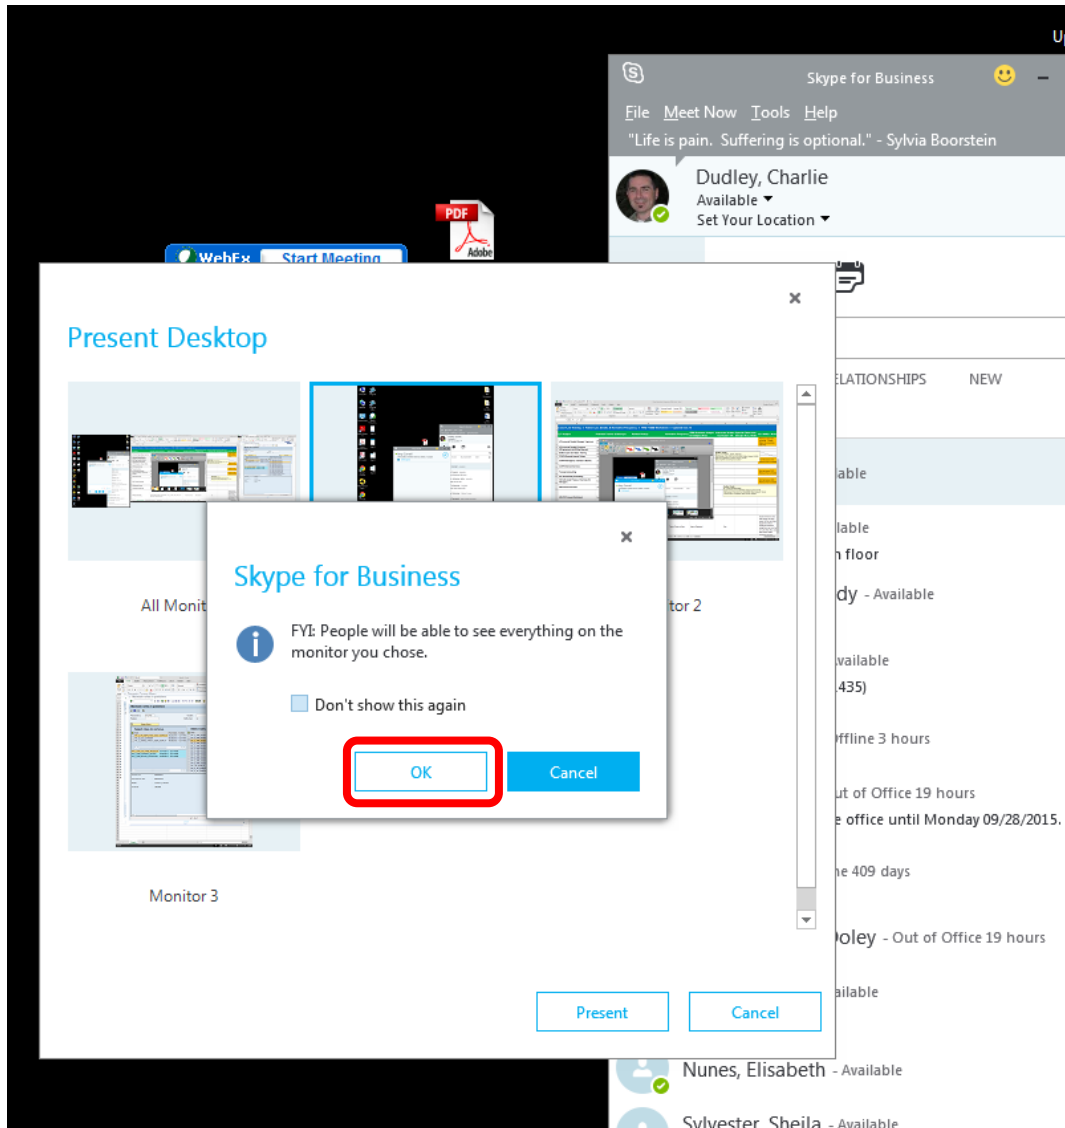 Skype for Business
File Meet Now Tools Help
"Life is pain. Suffering is optional." - Sylvia Boorstein
Dudley, Charlie
Available
Set Your Location
PDF
Adobe
WebEx Start Meeting
Present Desktop
ELATIONSHIPS NEW
All Monit
tor 2
Monitor 3
Skype for Business
FYI: People will be able to see everything on the
monitor you chose.
Don't show this again
OK Cancel
Present Cancel
able
lable
floor
dy - Available
vailable
435)
ffline 3 hours
ut of Office 19 hours
e office until Monday 09/28/2015.
ne 409 days
oley - Out of Office 19 hours
ailable
Nunes, Elisabeth - Available
Sylvester, Sheila - Available